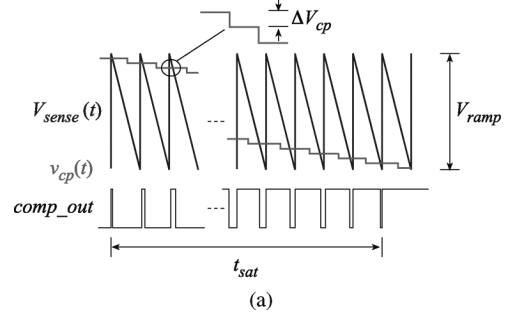 ΔV_cp
V_sense(t)
V_ramp
v_cp(t)
comp_out
t_sat
(a)